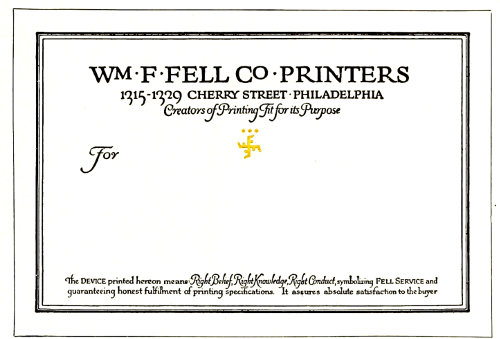 WM·F·FELL CO·PRINTERS
1315-1329 CHERRY STREET·PHILADELPHIA
Creators of Printing Fit for its Purpose
For
The DEVICE printed hereon means Right Belief, Right Knowledge, Right Conduct, symbolizing FELL SERVICE and
guaranteeing honest fulfillment of printing specifications. It assures absolute satisfaction to the buyer